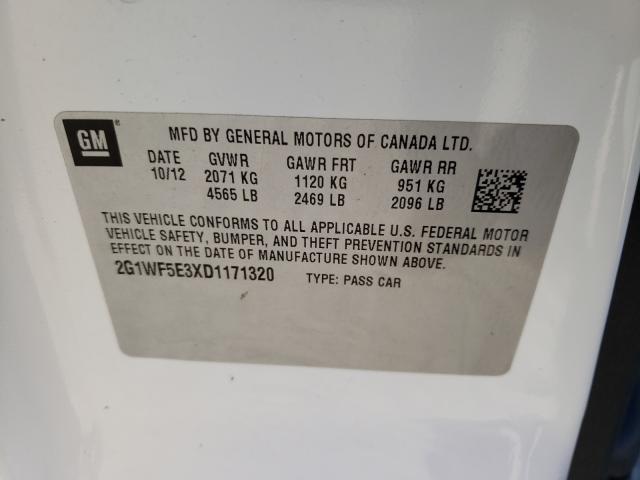 GM
MFD BY GENERAL MOTORS OF CANADA LTD.
DATE GVWR GAWR FRT GAWR RR
10/12 2071 KG 1120 KG 951 KG
4565 LB 2469 LB 2096 LB
THIS VEHICLE CONFORMS TO ALL APPLICABLE U.S. FEDERAL MOTOR
VEHICLE SAFETY, BUMPER, AND THEFT PREVENTION STANDARDS IN
EFFECT ON THE DATE OF MANUFACTURE SHOWN ABOVE.
2G1WF5E3XD1171320 TYPE: PASS CAR